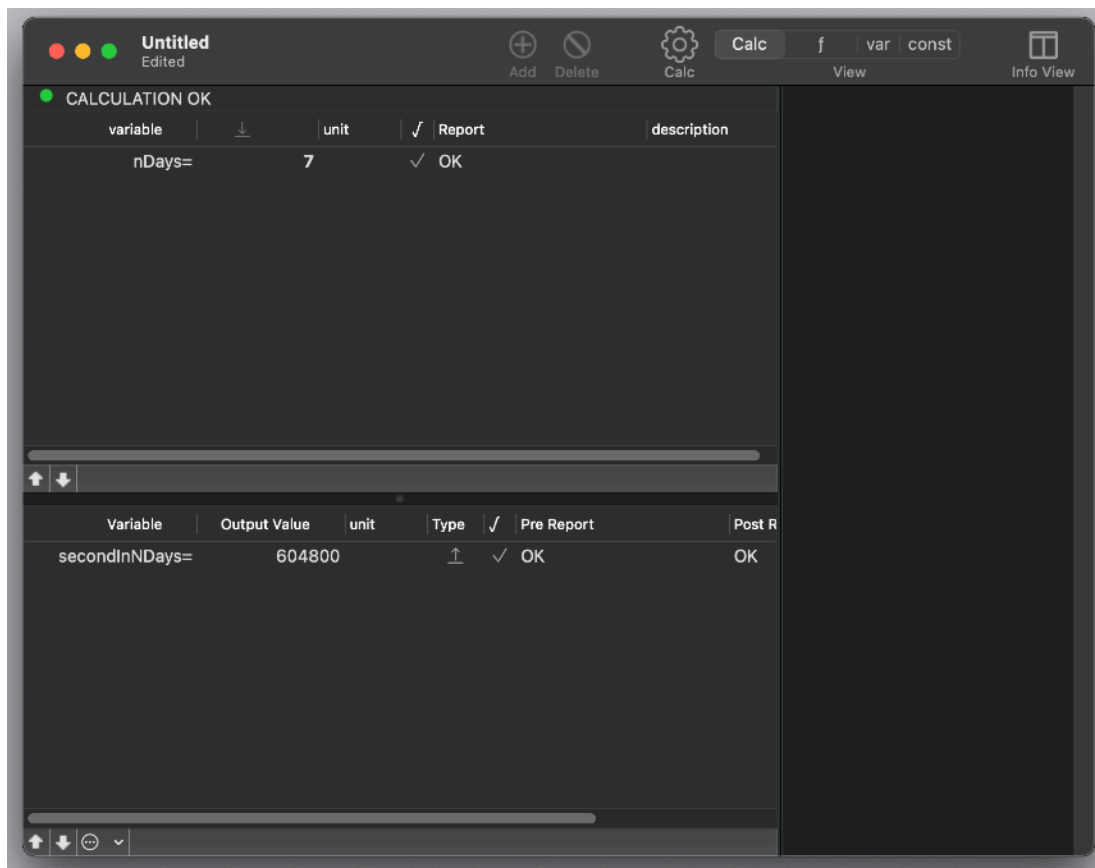 Untitled
Edited
Add Delete Calc Calc ƒ var const View Info View
CALCULATION OK
variable unit √ Report description
nDays= 7 ✓ OK
Variable Output Value unit Type √ Pre Report Post R
secondInNDays= 604800 ✓ OK OK